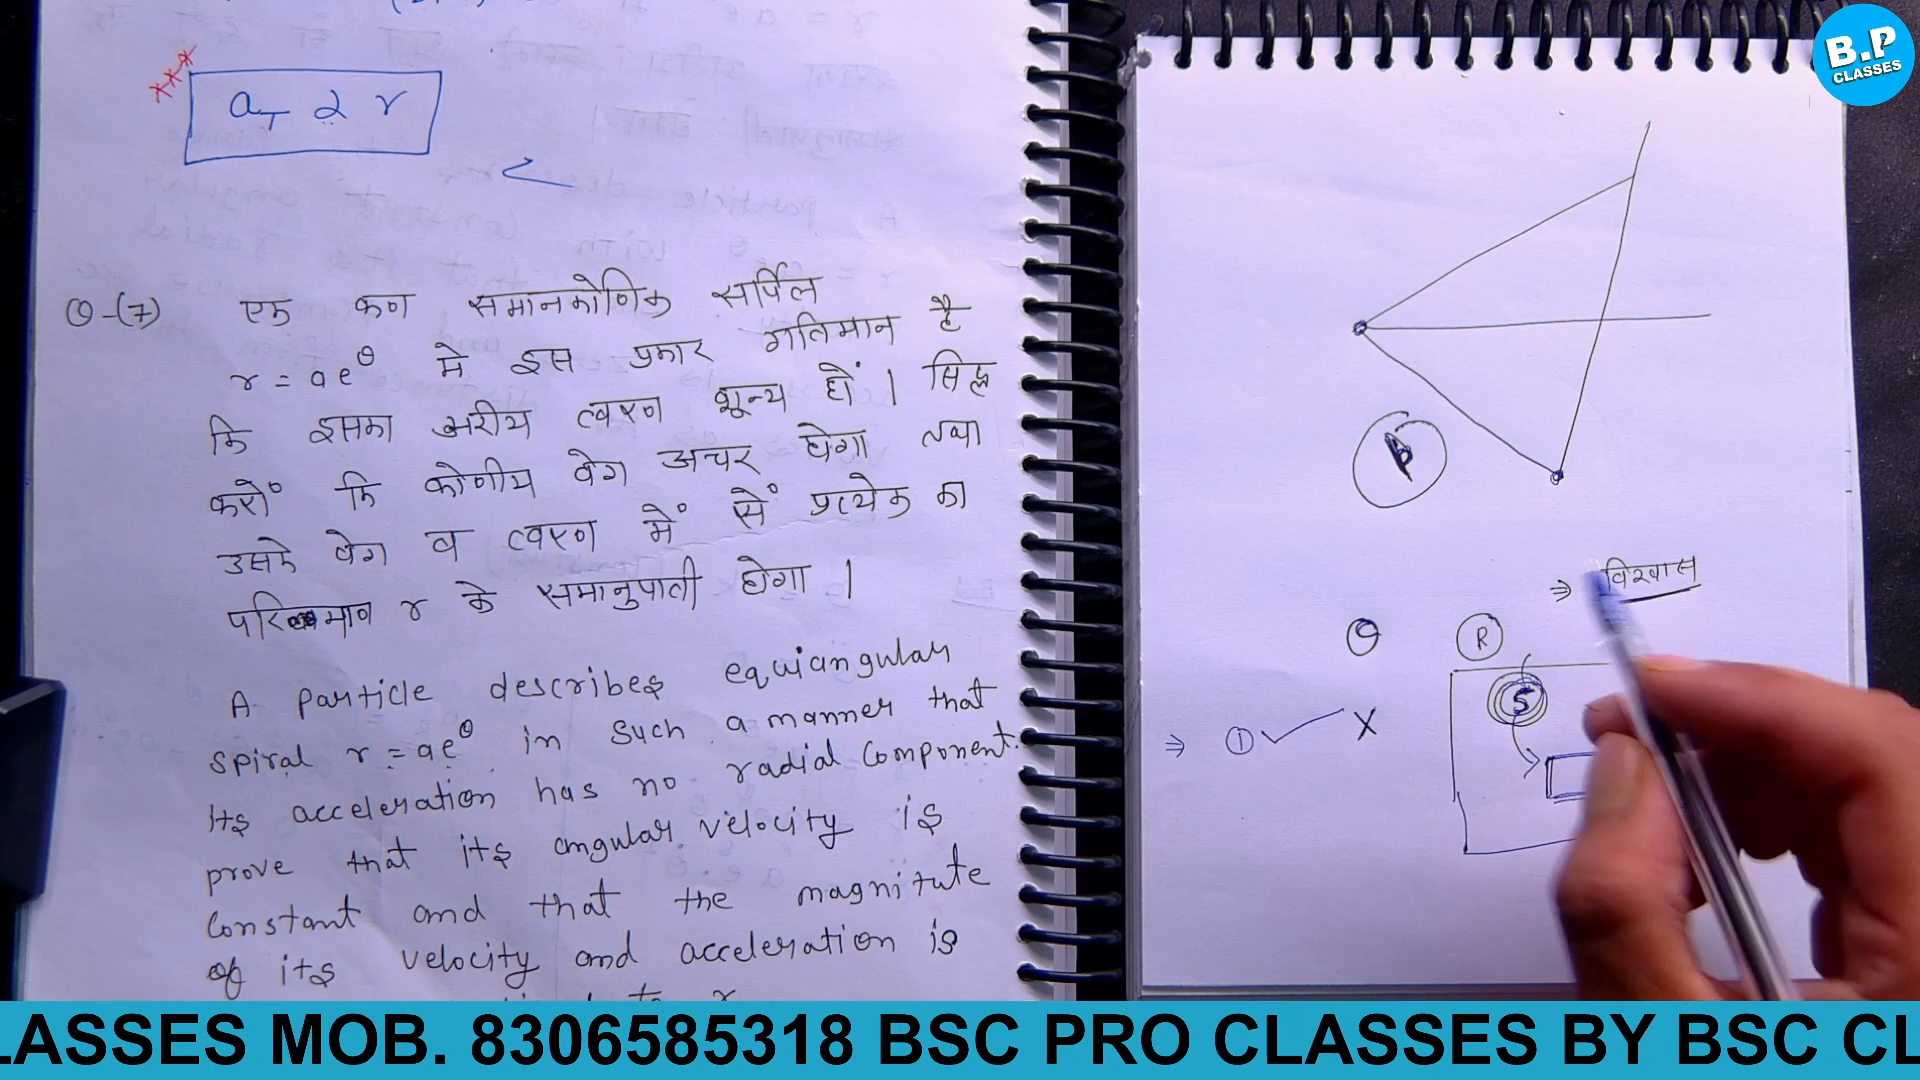 a_T α r
Q-(7) एक कण समानकोणिक सर्पिल
r = ae^θ मे इस प्रकार गतिमान है
कि इसका अरीय त्वरण शून्य हों । सिद्ध
करों कि कोणीय वेग अचर होगा तथा
उसके वेग व त्वरण में से प्रत्येक का
परिमाण r के समानुपाती होगा ।
A particle describes equiangular
spiral r = ae^θ in such a manner that
its acceleration has no radial component.
prove that its angular velocity is
constant and that the magnitute
of its velocity and acceleration is
B.P
CLASSES
⇒ विश्वास
θ R
S
⇒ ① ✓ X
LASSES MOB. 8306585318 BSC PRO CLASSES BY BSC CL